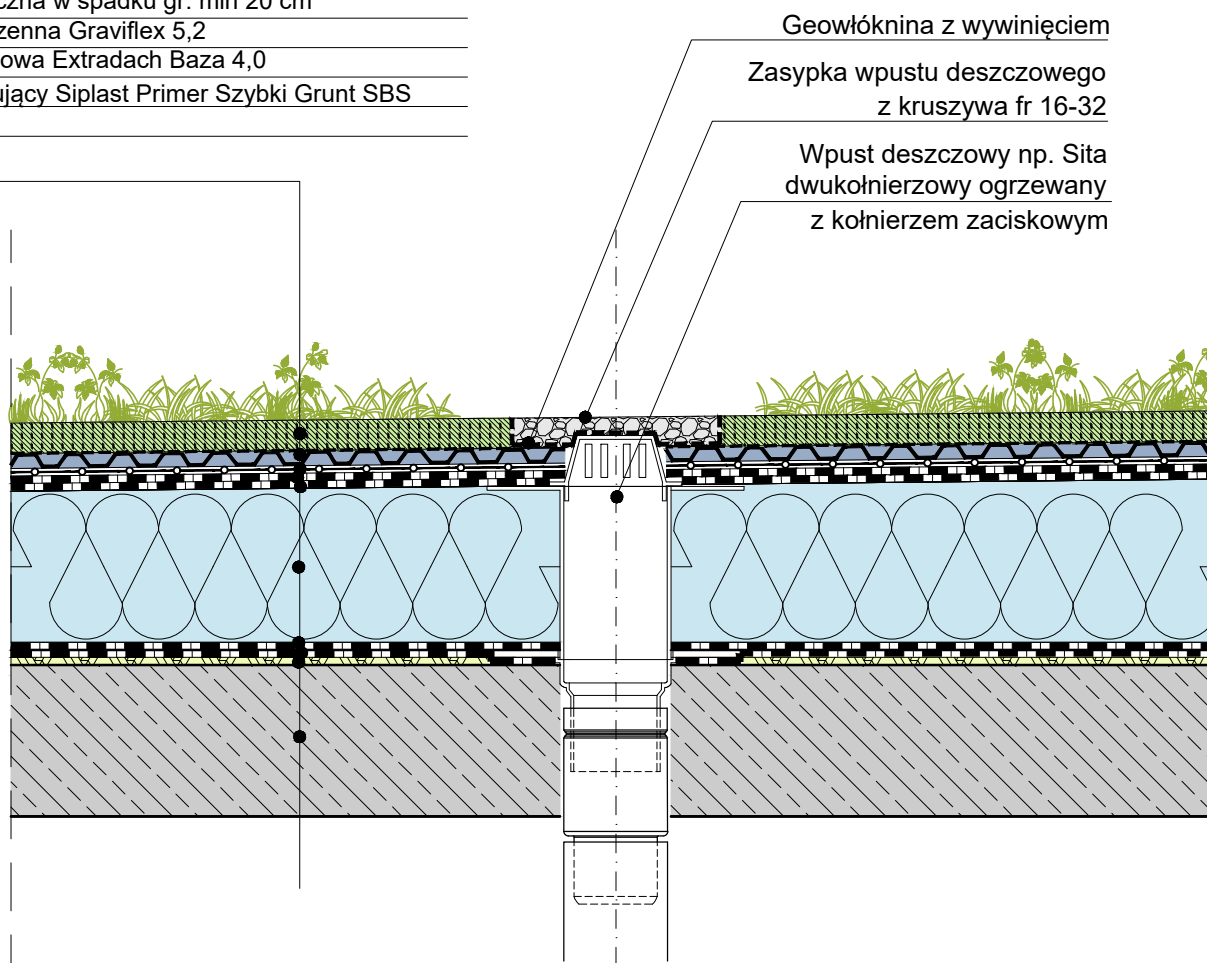 czna w spadku gr. min 20 cm
zenna Graviflex 5,2
owa Extradach Baza 4,0
ujący Siplast Primer Szybki Grunt SBS
Geowłóknina z wywinięciem
Zasypka wpustu deszczowego
z kruszywa fr 16-32
Wpust deszczowy np. Sita
dwukołnierzowy ogrzewany
z kołnierzem zaciskowym